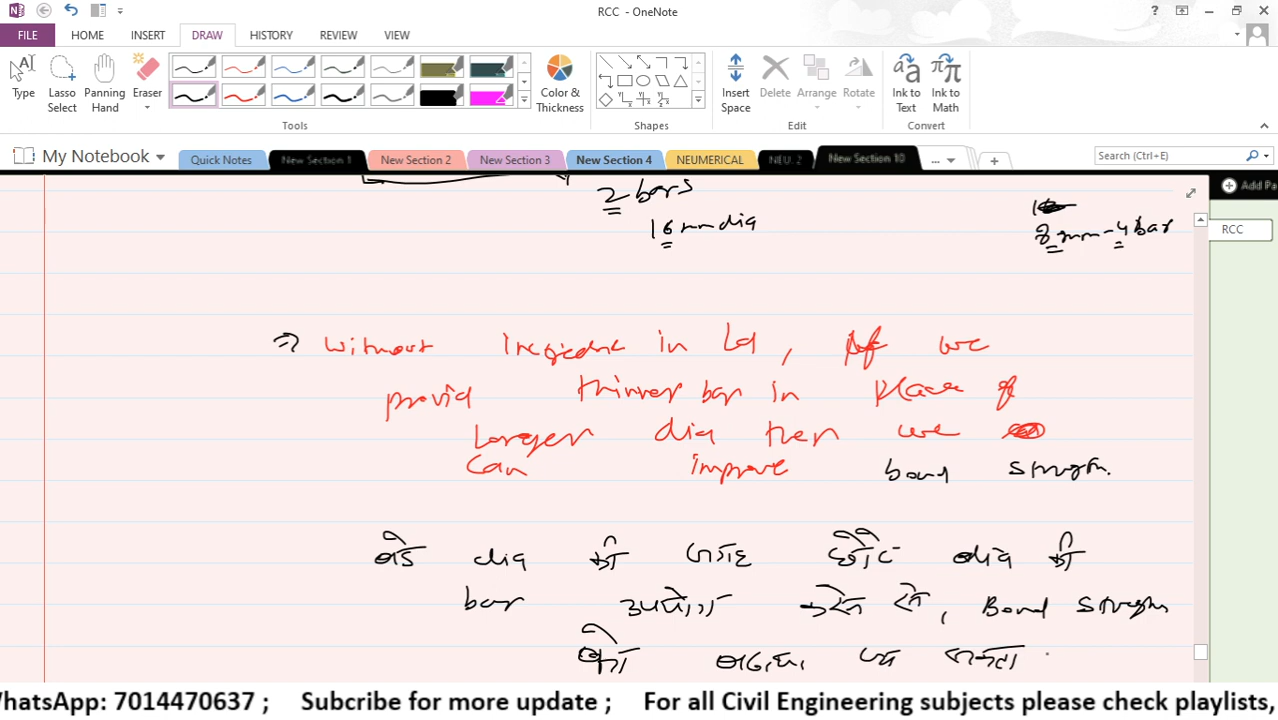 RCC - OneNote
FILE HOME INSERT DRAW HISTORY REVIEW VIEW
Type Lasso Select Panning Hand Eraser Color & Thickness Insert Space Delete Arrange Rotate Ink to Text Ink to Math
Tools Shapes Edit Convert
My Notebook Quick Notes New Section 1 New Section 2 New Section 3 New Section 4 NEUMERICAL NEU. 2 New Section 10 ... + Search (Ctrl+E)
Add Pa
RCC
2 bars
16 mm dia
8 mm - 4 bar
⇒ without Increase in Ld, If we
provid thinner bar in place of
Larger dia then we
can improve bond strength.
बड़े dia की जगह छोटे dia की
bar उपयोग करने से, Bond strength
को बढ़ाया जा सकता
WhatsApp: 7014470637 ; Subcribe for more update ; For all Civil Engineering subjects please check playlists,